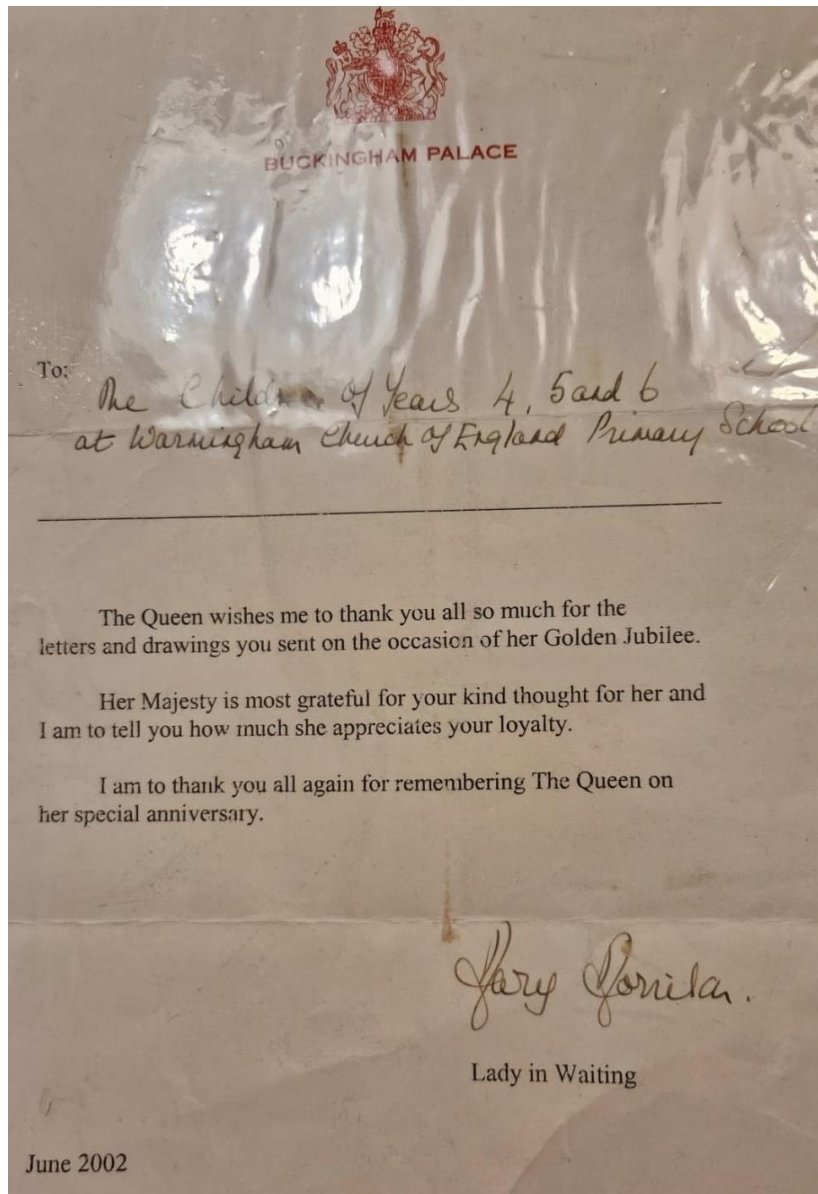 BUCKINGHAM PALACE
To:
The Children of Years 4, 5 and 6
at Warmingham Church of England Primary School
The Queen wishes me to thank you all so much for the
letters and drawings you sent on the occasion of her Golden Jubilee.
Her Majesty is most grateful for your kind thought for her and
I am to tell you how much she appreciates your loyalty.
I am to thank you all again for remembering The Queen on
her special anniversary.
Mary
Lady in Waiting
June 2002